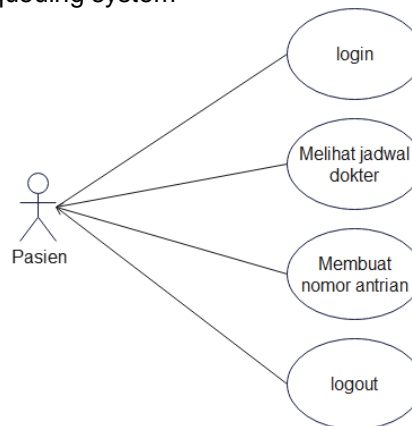 queuing system
login
Melihat jadwal
dokter
Pasien
Membuat
nomor antrian
logout